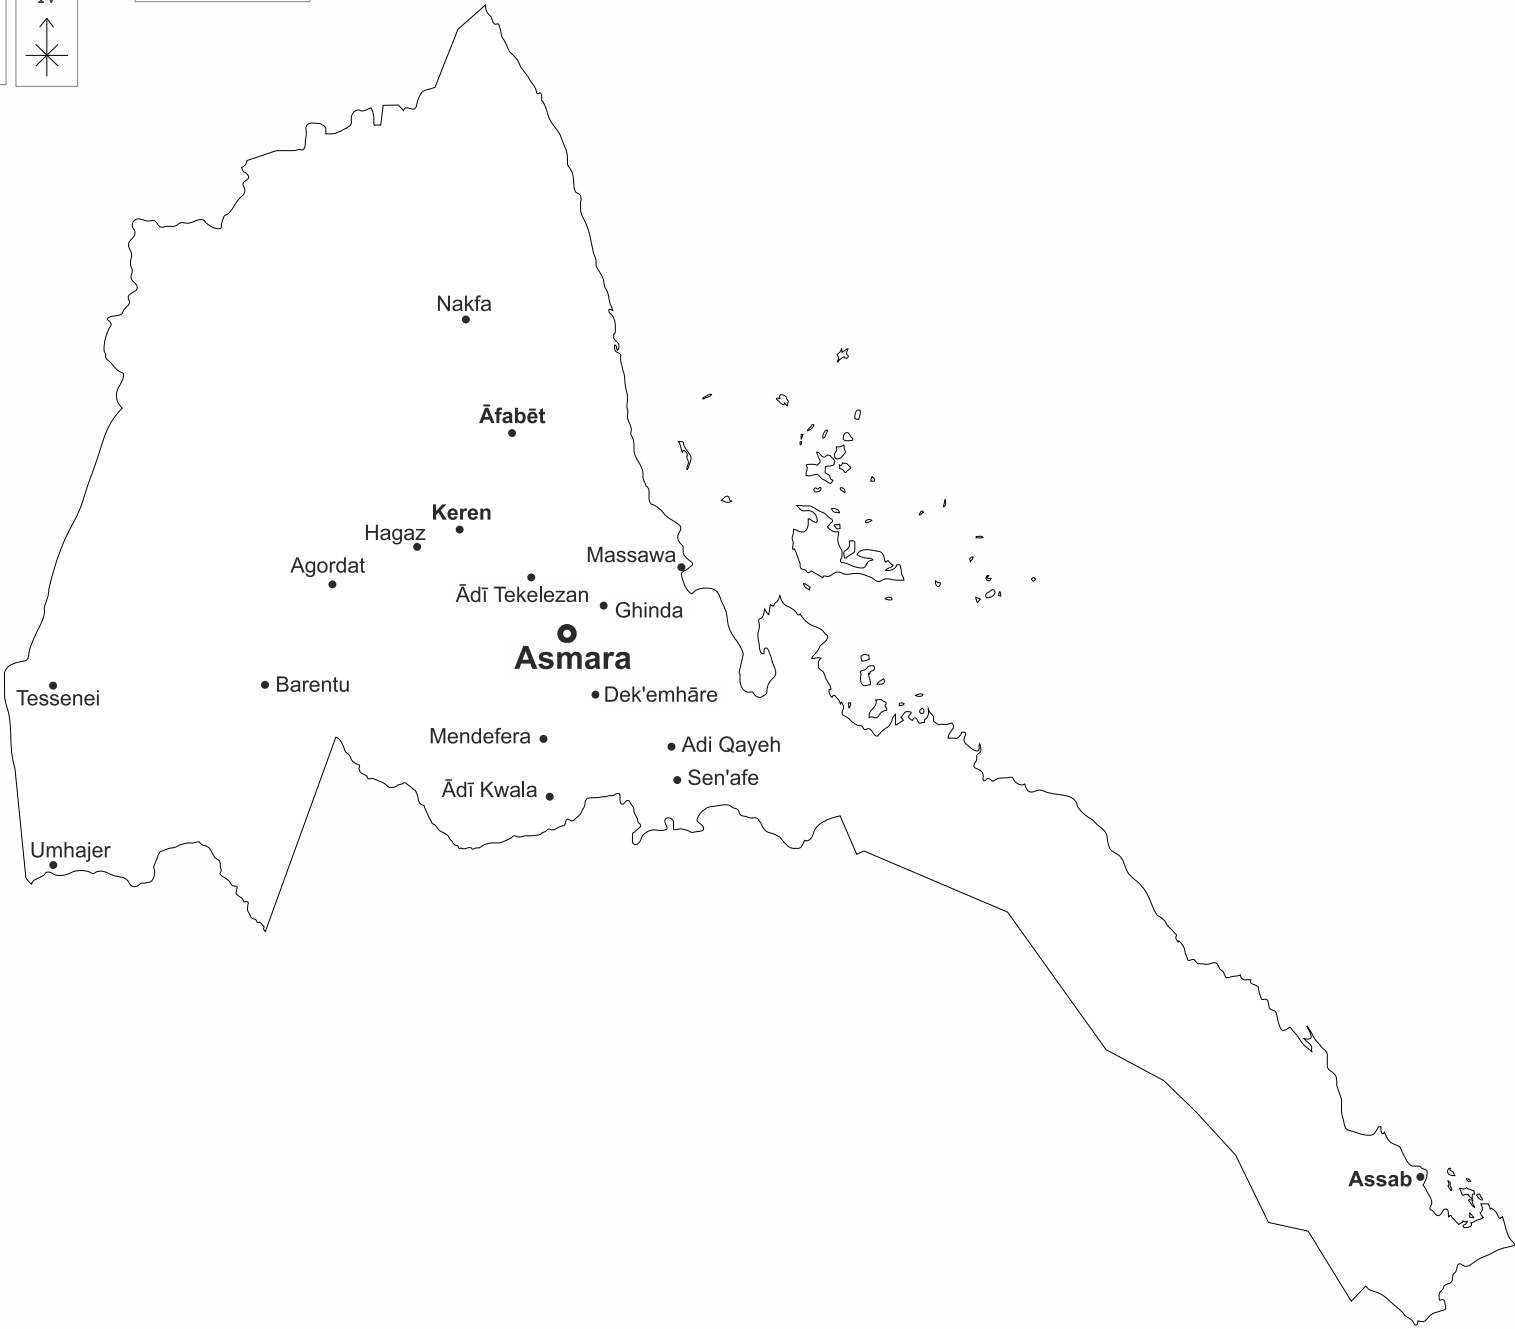 N
Nakfa
Āfabēt
Keren
Hagaz
Massawa
Agordat
Ādī Tekelezan
Ghinda
Asmara
Tessenei
Barentu
Dek'emhāre
Mendefera
Adi Qayeh
Sen'afe
Ādī Kwala
Umhajer
Assab